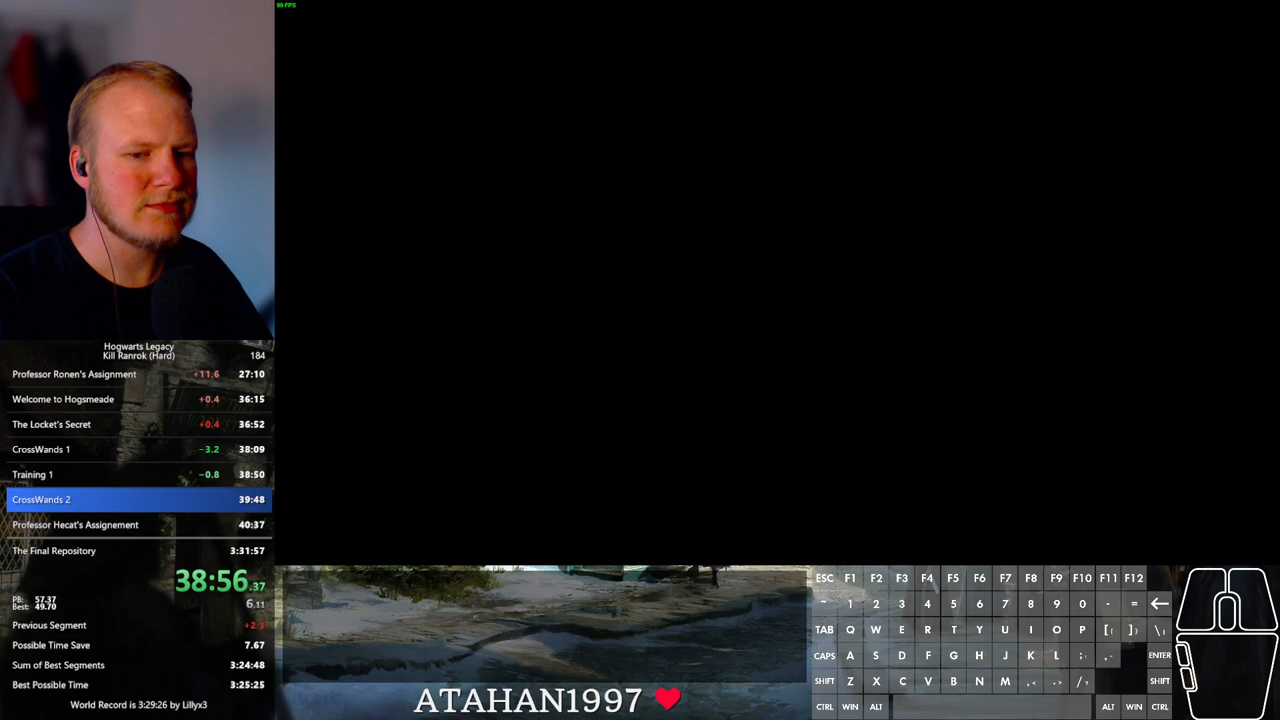 99 FPS
Hogwarts Legacy
Kill Ranrok (Hard) 184
Professor Ronen's Assignment +11.6 27:10
Welcome to Hogsmeade +0.4 36:15
The Locket's Secret +0.4 36:52
CrossWands 1 −3.2 38:09
Training 1 −0.8 38:50
CrossWands 2 39:48
Professor Hecat's Assignement 40:37
The Final Repository 3:31:57
38:56.37
PB: 57.37
Best: 49.70
6.11
Previous Segment
Possible Time Save 7.67
Sum of Best Segments 3:24:48
Best Possible Time 3:25:25
World Record is 3:29:26 by Lillyx3
ATAHAN1997 ❤
ESC F1 F2 F3 F4 F5 F6 F7 F8 F9 F10 F11 F12
~ 1 2 3 4 5 6 7 8 9 0 - = ←
TAB Q W E R T Y U I O P [{ ]} \|
CAPS A S D F G H J K L ENTER
SHIFT Z X C V B N M SHIFT
CTRL WIN ALT ALT WIN CTRL